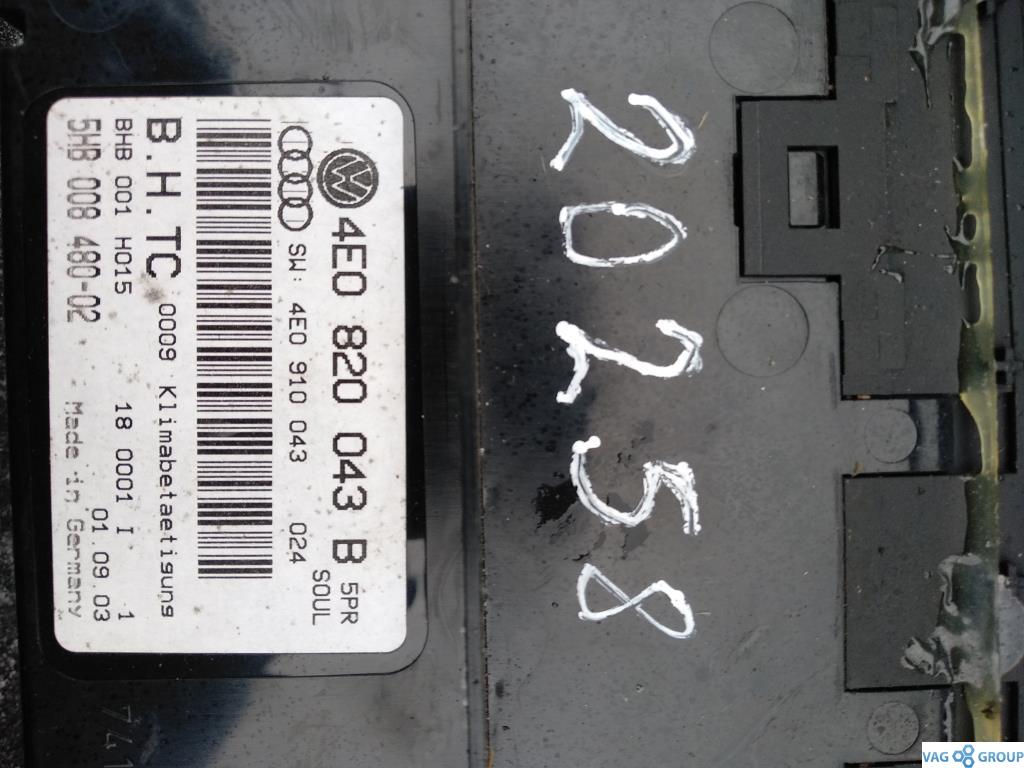 4E0 820 043 B 5PR
SOUL
SW: 4E0 910 043 024
B.H.TC 0009 Klimabetaetigung
BHB 001 H015 18 0001 I 1
01.09.03
5HB 008 480-02 Made in Germany
20258
741
VAG GROUP